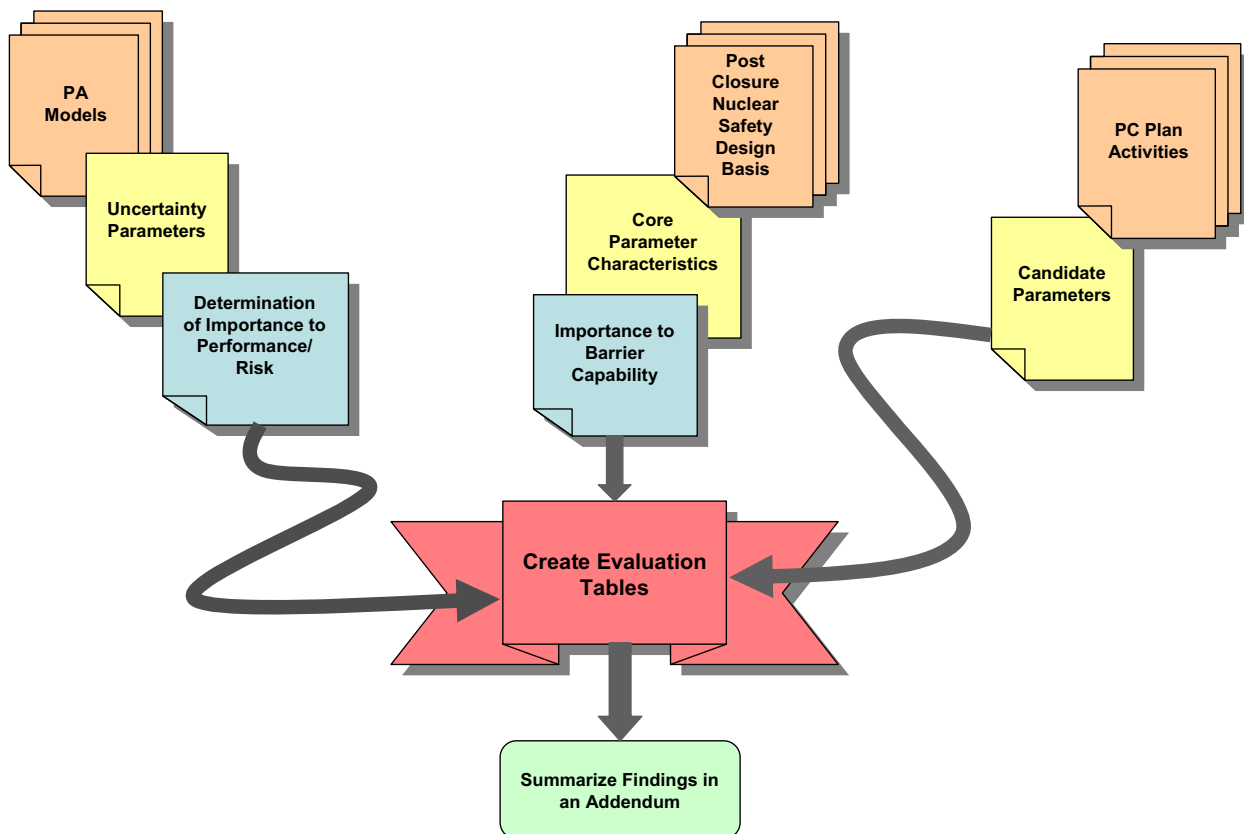 PA
Models
Uncertainty
Parameters
Determination
of Importance to
Performance/
Risk
Post
Closure
Nuclear
Safety
Design
Basis
Core
Parameter
Characteristics
Importance to
Barrier
Capability
PC Plan
Activities
Candidate
Parameters
Create Evaluation
Tables
Summarize Findings in
an Addendum